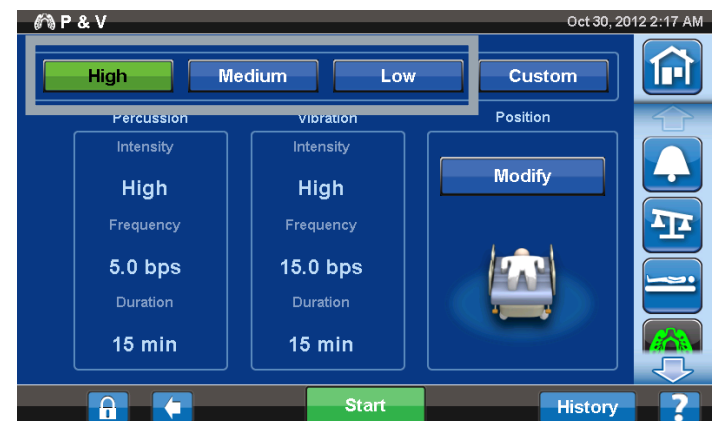 P & V Oct 30, 2012 2:17 AM
High Medium Low Custom
Percussion Vibration Position
Intensity Intensity
High High Modify
Frequency Frequency
5.0 bps 15.0 bps
Duration Duration
15 min 15 min
Start History ?